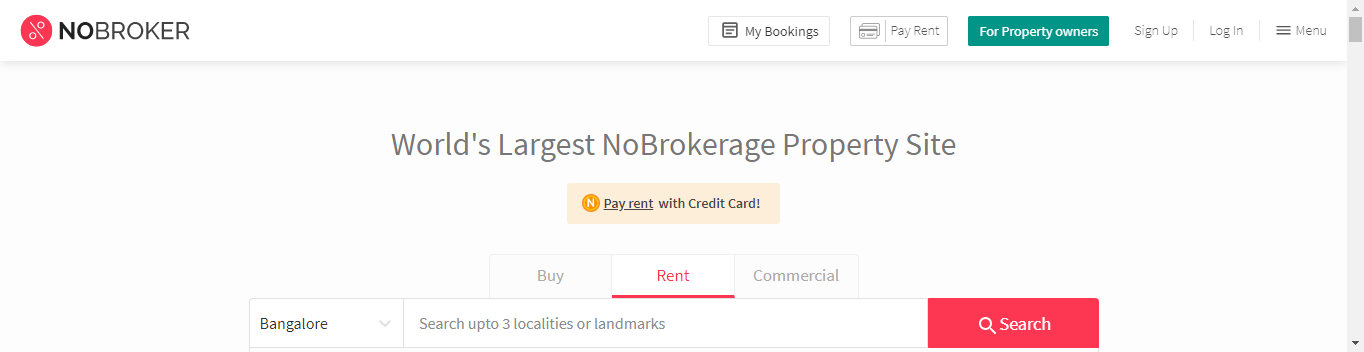 NOBROKER
My Bookings
Pay Rent
For Property owners
Sign Up
Log In
Menu
World's Largest NoBrokerage Property Site
N Pay rent with Credit Card!
Buy
Rent
Commercial
Bangalore
Search upto 3 localities or landmarks
Search